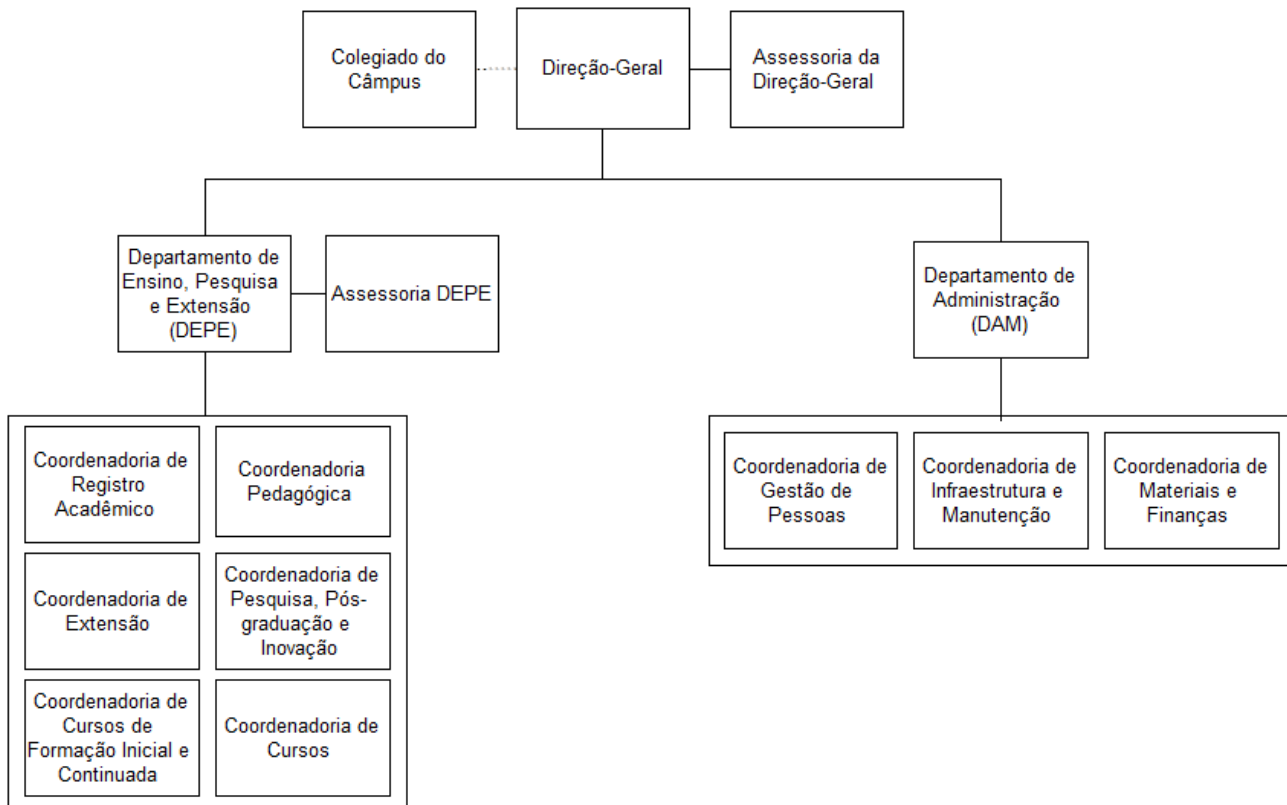 Colegiado do
Câmpus
Direção-Geral
Assessoria da
Direção-Geral
Departamento de
Ensino, Pesquisa
e Extensão
(DEPE)
Assessoria DEPE
Departamento de
Administração
(DAM)
Coordenadoria de
Registro
Acadêmico
Coordenadoria
Pedagógica
Coordenadoria de
Extensão
Coordenadoria de
Pesquisa, Pós-
graduação e
Inovação
Coordenadoria de
Cursos de
Formação Inicial e
Continuada
Coordenadoria de
Cursos
Coordenadoria de
Gestão de
Pessoas
Coordenadoria de
Infraestrutura e
Manutenção
Coordenadoria de
Materiais e
Finanças